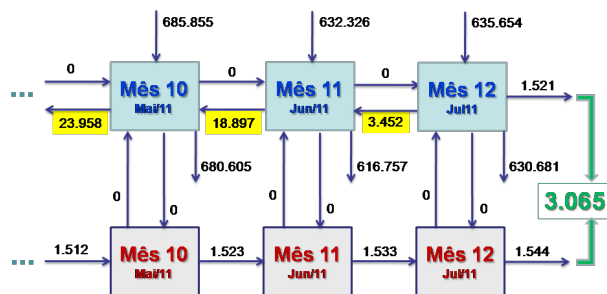 685.855
632.326
635.654
0
0
0
...
Mês 10
Mai/11
Mês 11
Jun/11
Mês 12
Jul/11
1.521
23.958
18.897
3.452
680.605
616.757
630.681
0
0
0
0
0
0
3.065
1.512
1.523
1.533
1.544
...
Mês 10
Mai/11
Mês 11
Jun/11
Mês 12
Jul/11